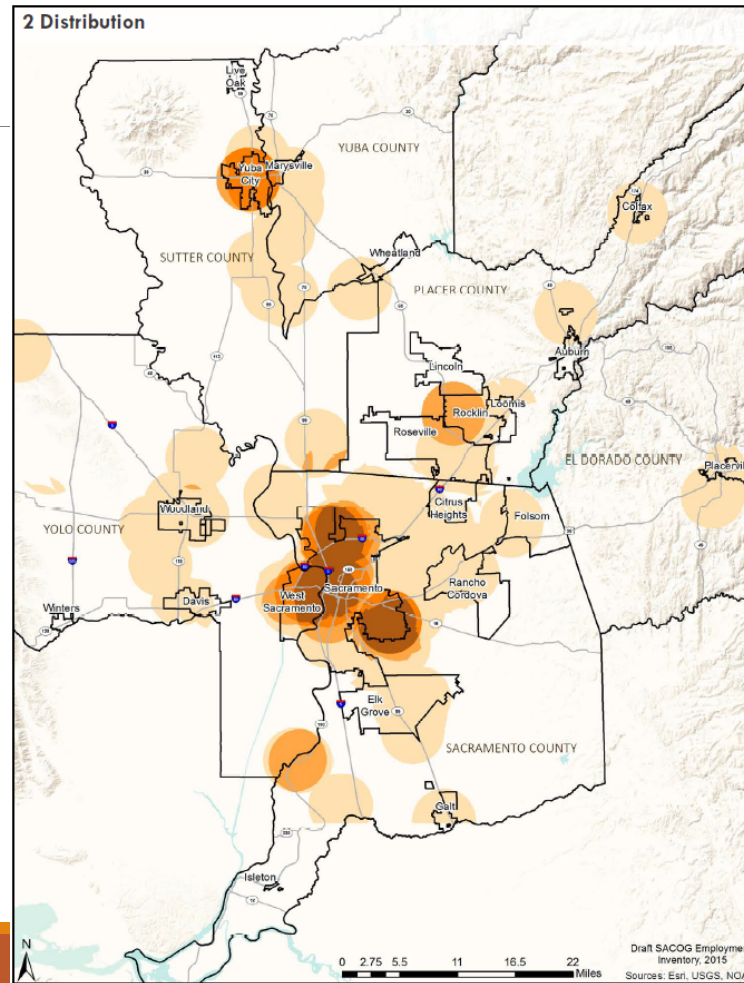 2 Distribution
Live
Oak
YUBA COUNTY
Yuba
City
Marysville
Colfax
SUTTER COUNTY
Wheatland
PLACER COUNTY
Auburn
Lincoln
Loomis
Rocklin
Roseville
EL DORADO COUNTY
Placervil
Citrus
Heights
Woodland
Folsom
YOLO COUNTY
Rancho
Cordova
Sacramento
West
Sacramento
Davis
Winters
Elk
Grove
SACRAMENTO COUNTY
Galt
Isleton
N
0 2.75 5.5 11 16.5 22
Miles
Draft SACOG Employme
Inventory, 2015
Sources: Esri, USGS, NOA